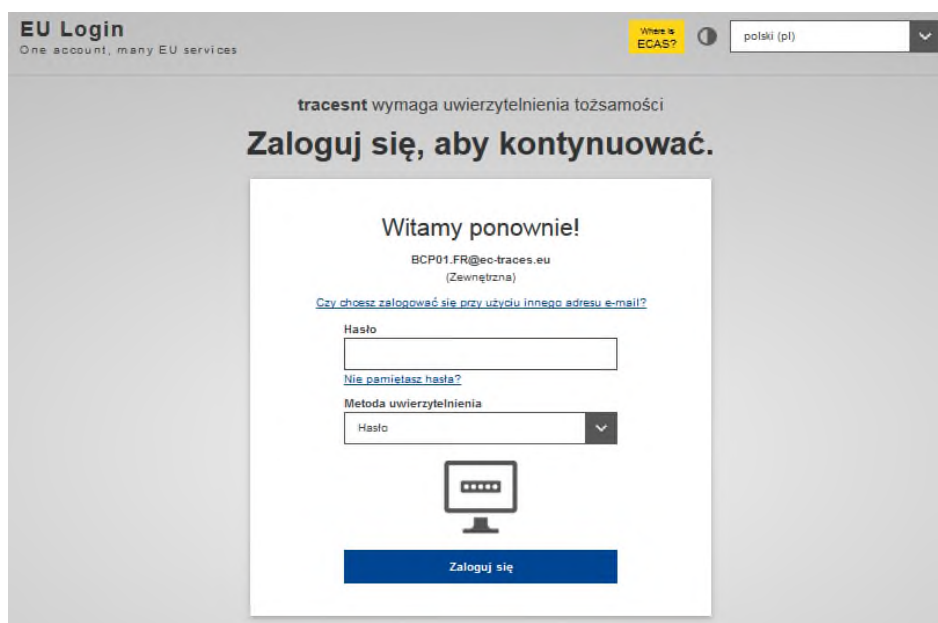 EU Login
One account, many EU services
Where is
ECAS?
polski (pl)
tracesnt wymaga uwierzytelnienia tożsamości
Zaloguj się, aby kontynuować.
Witamy ponownie!
BCP01.FR@ec-traces.eu
(Zewnętrzna)
Czy chcesz zalogować się przy użyciu innego adresu e-mail?
Hasło
Nie pamiętasz hasła?
Metoda uwierzytelnienia
Hasło
Zaloguj się